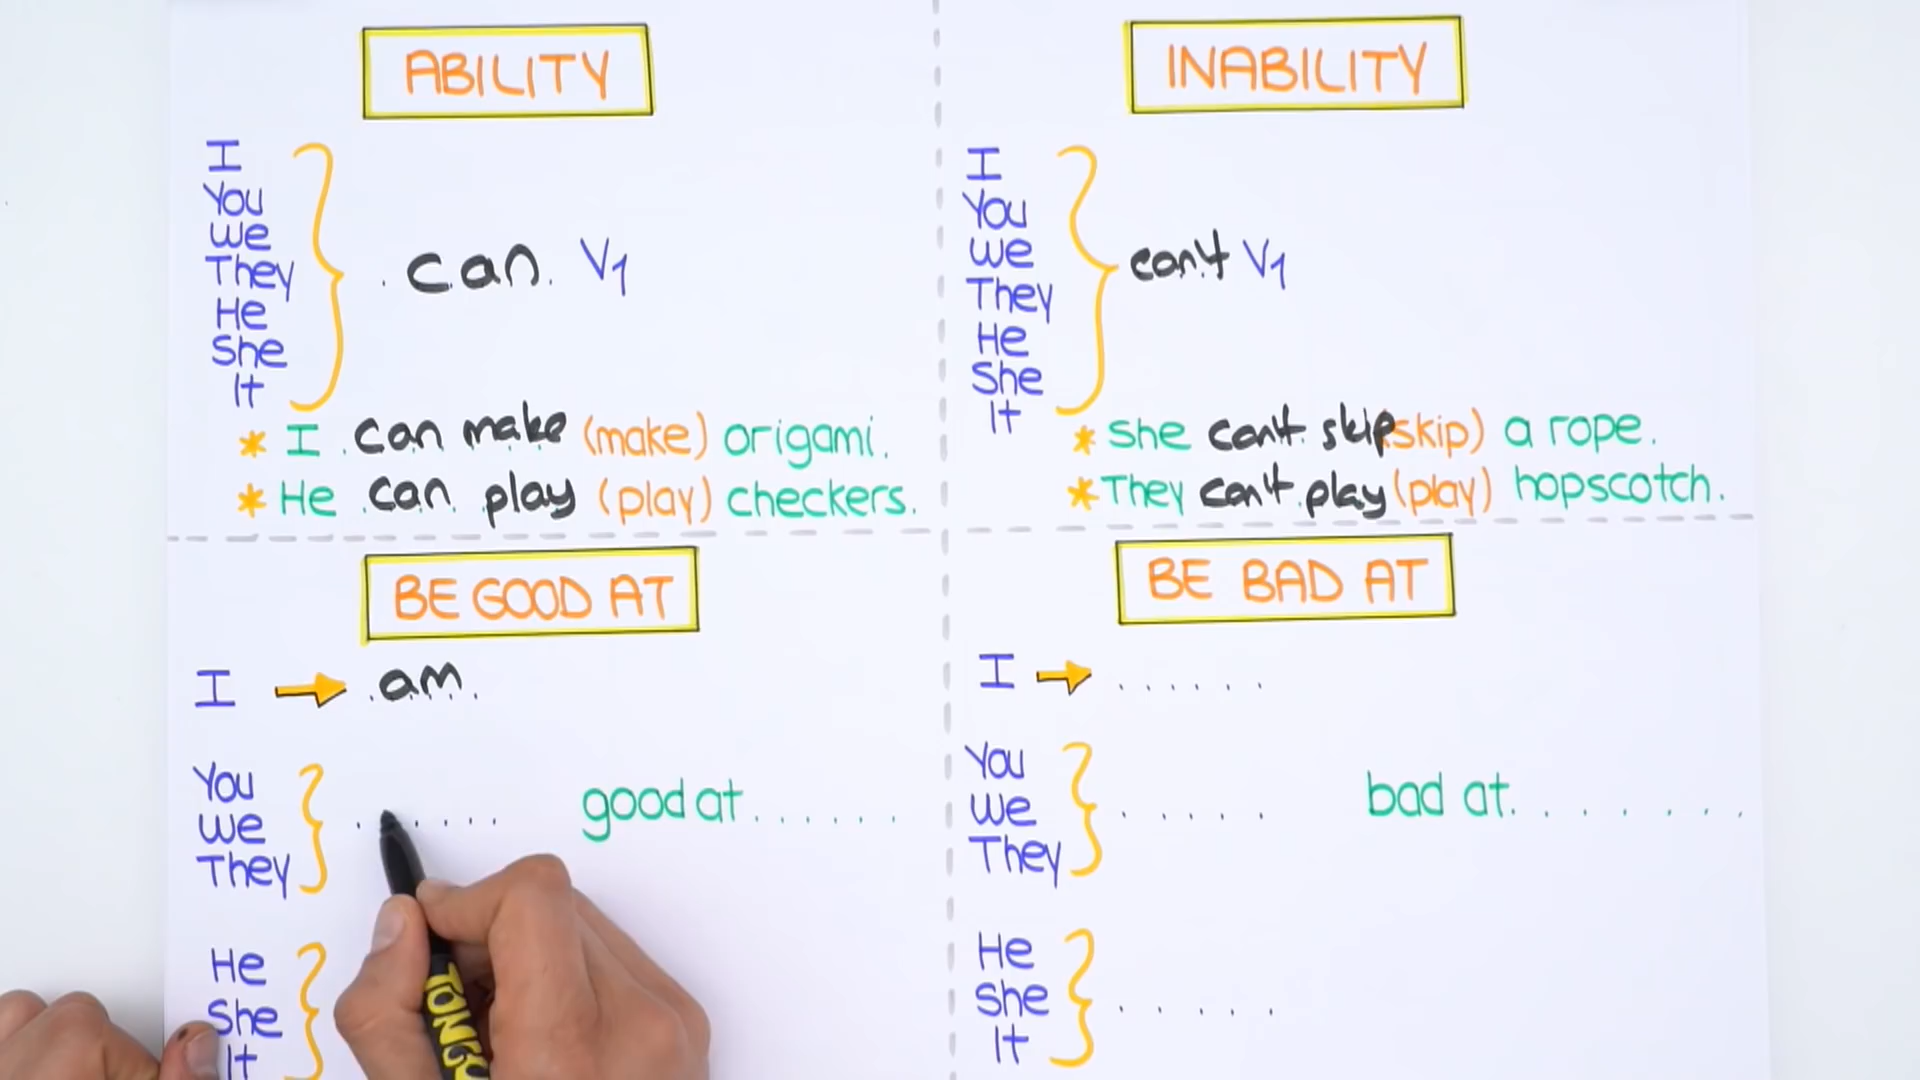 ABILITY
I
You
We
They
He
She
It
can V1
* I can make (make) origami.
* He can play (play) checkers.
INABILITY
I
You
We
They
He
She
It
can't V1
* She can't skip skip) a rope.
* They can't play (play) hopscotch.
BE GOOD AT
I → am
You
We
They
...... good at ......
He
She
It
BE BAD AT
I → ......
You
We
They
...... bad at ........
He
She
It
......